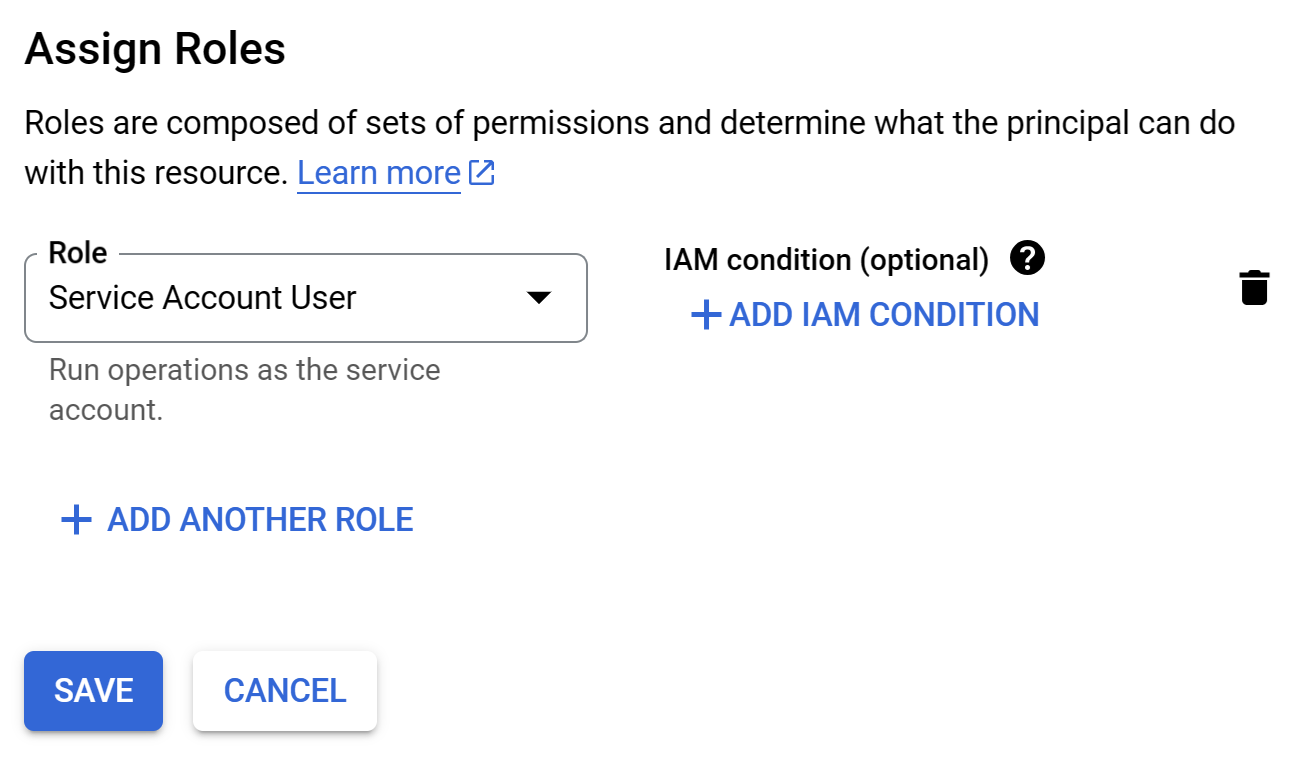 Assign Roles
Roles are composed of sets of permissions and determine what the principal can do
with this resource. Learn more
Role
Service Account User
Run operations as the service
account.
IAM condition (optional)
ADD IAM CONDITION
ADD ANOTHER ROLE
SAVE
CANCEL